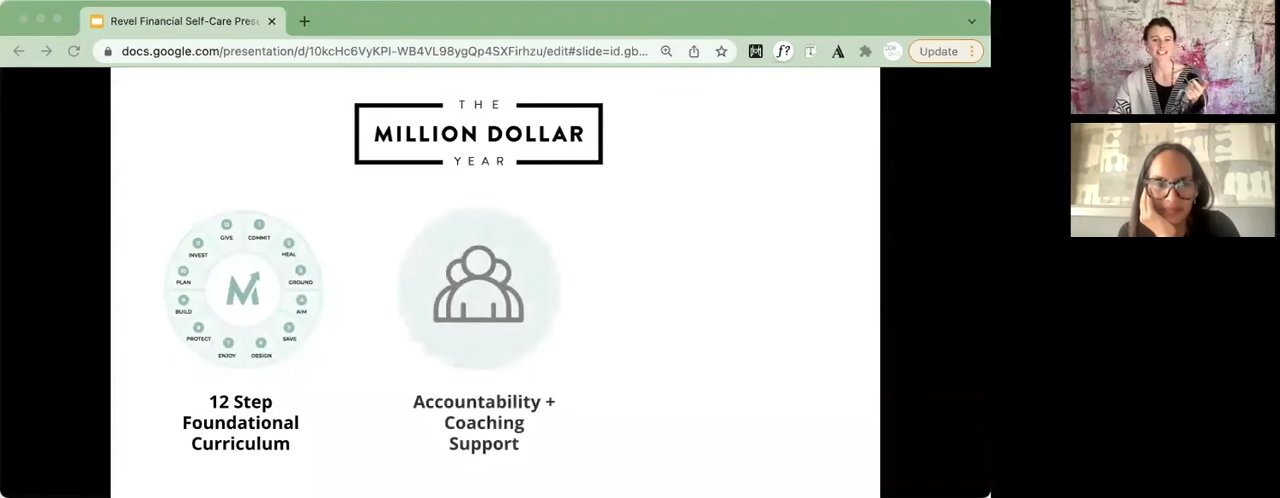 Revel Financial Self-Care Pres
docs.google.com/presentation/d/10kcHc6VyKPI-WB4VL98ygQp4SXFirhzu/edit#slide=id.gb...
f?
T
A
Update
THE
MILLION DOLLAR
YEAR
GIVE
COMMIT
INVEST
HEAL
PLAN
GROUND
M
BUILD
AIM
PROTECT
SAVE
ENJOY
DESIGN
12 Step
Foundational
Curriculum
Accountability +
Coaching
Support